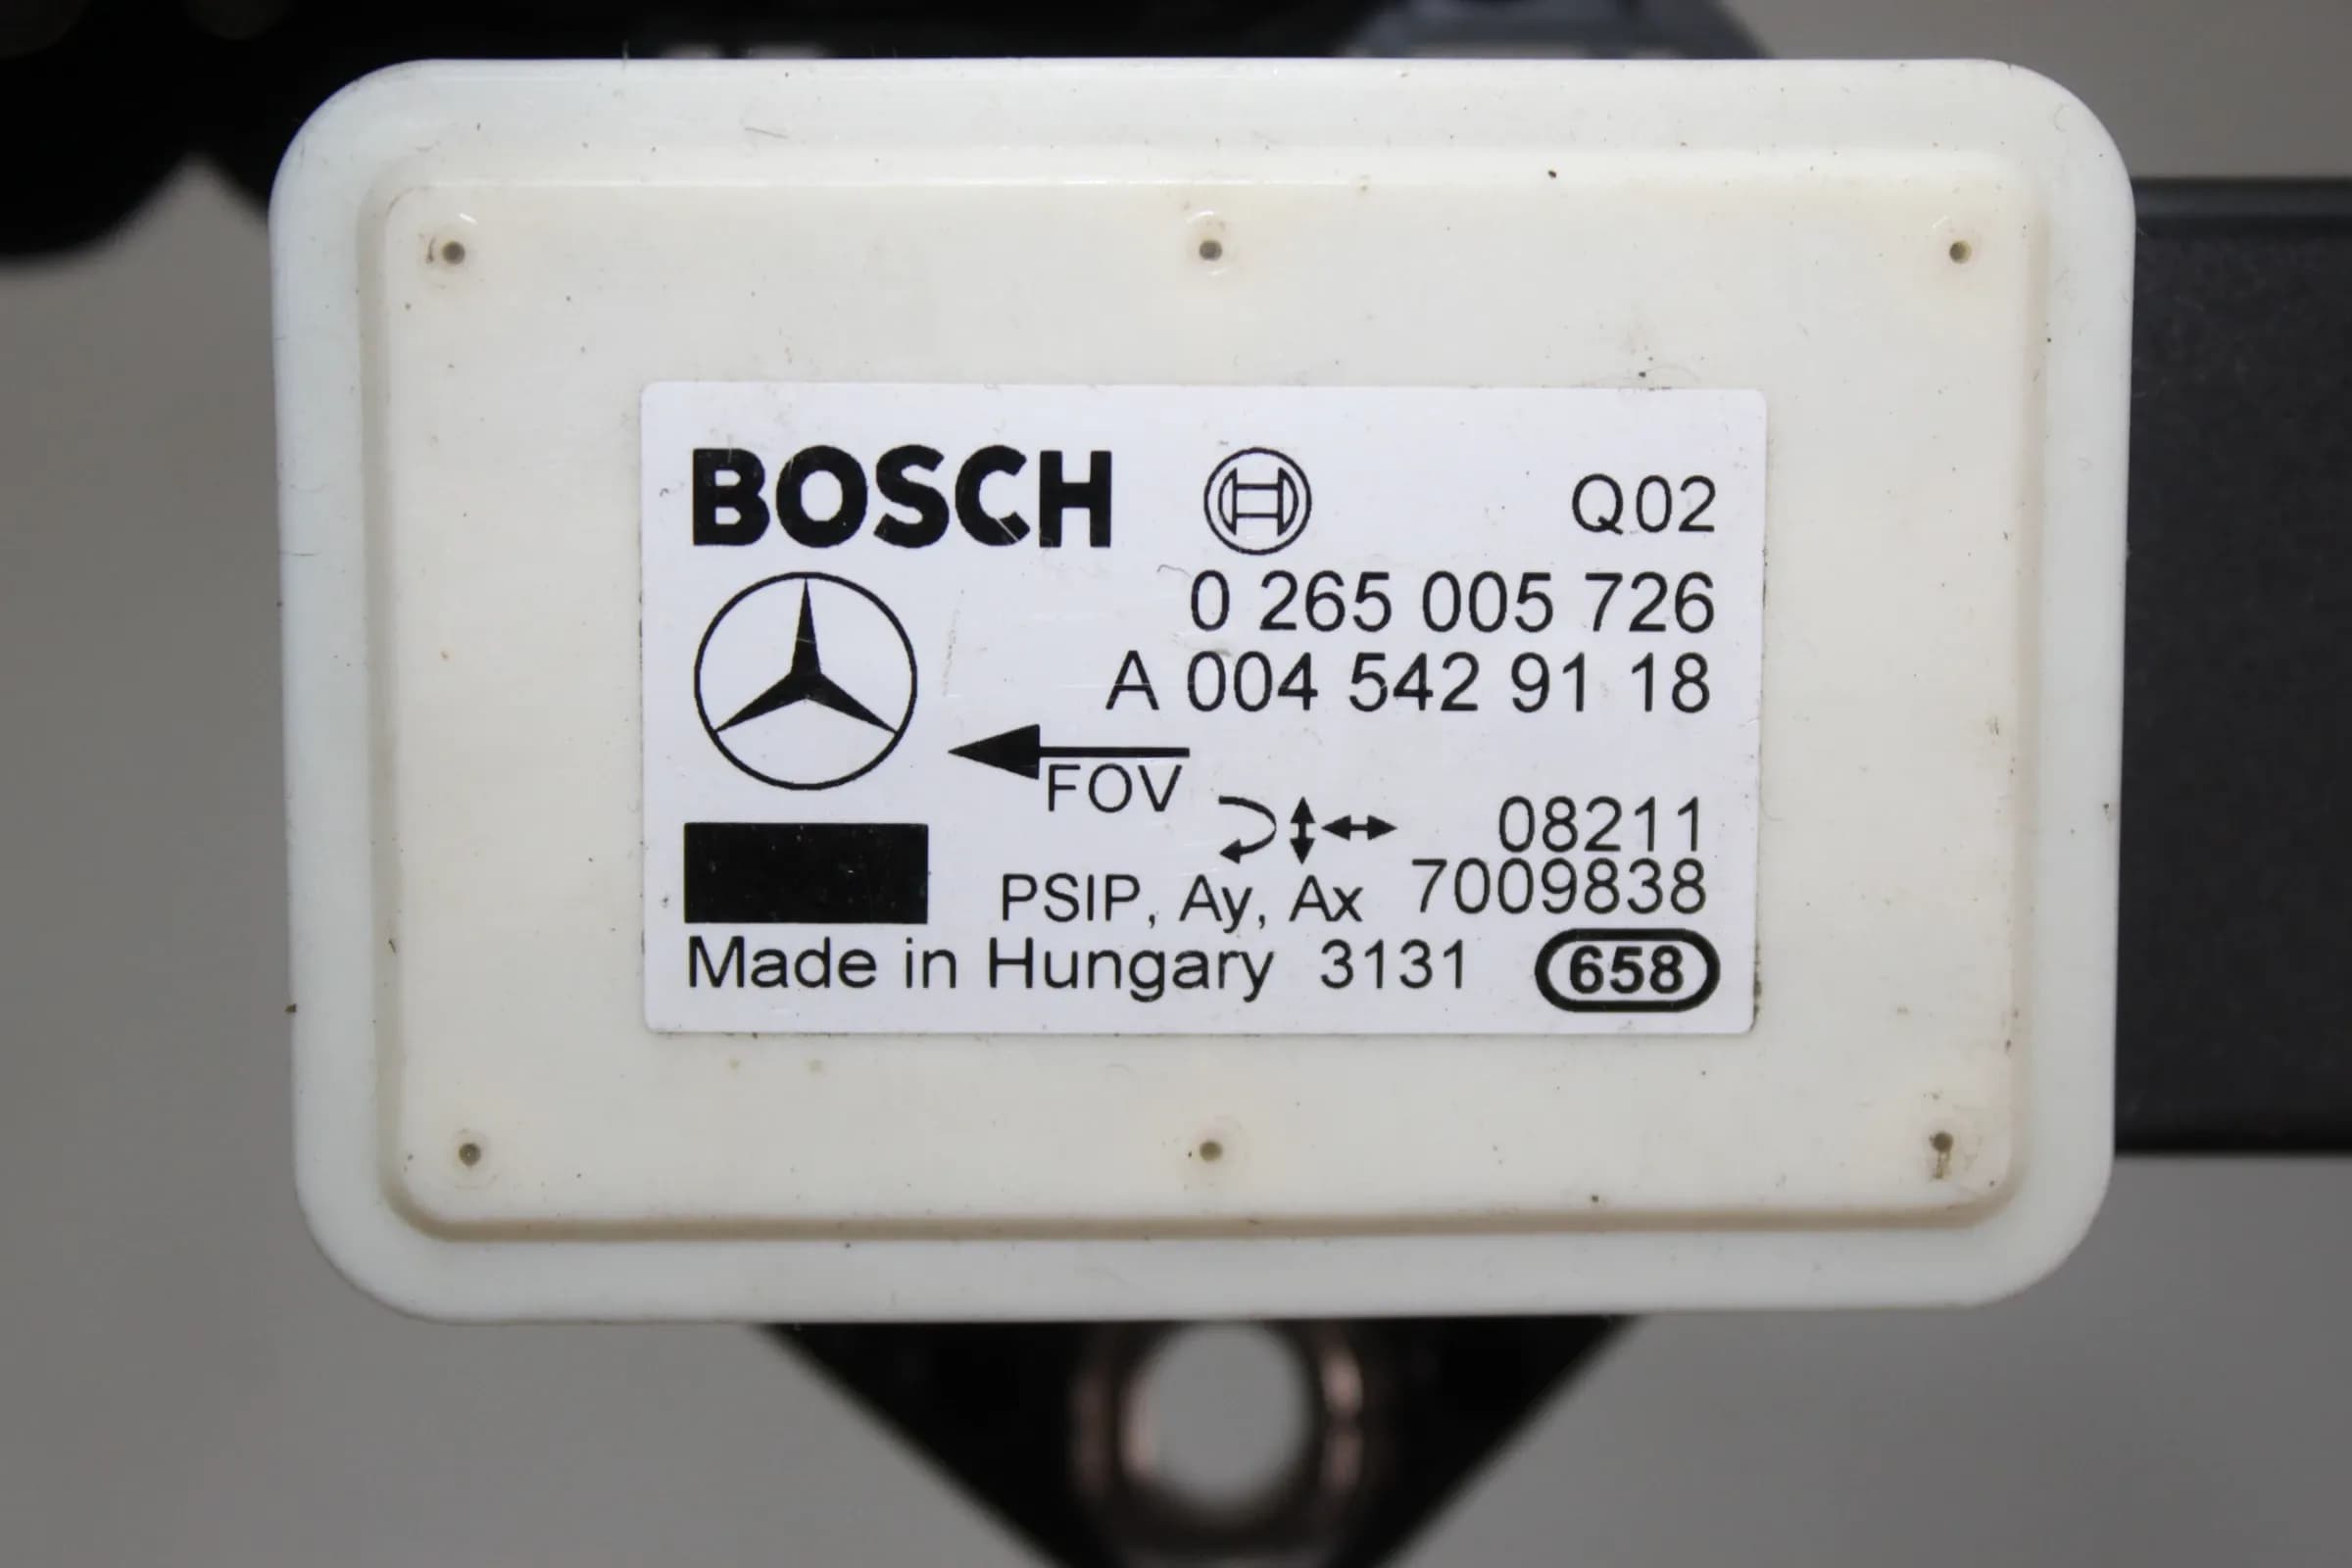 BOSCH Q02
0 265 005 726
A 004 542 91 18
FOV
08211
PSIP, Ay, Ax 7009838
Made in Hungary 3131 658